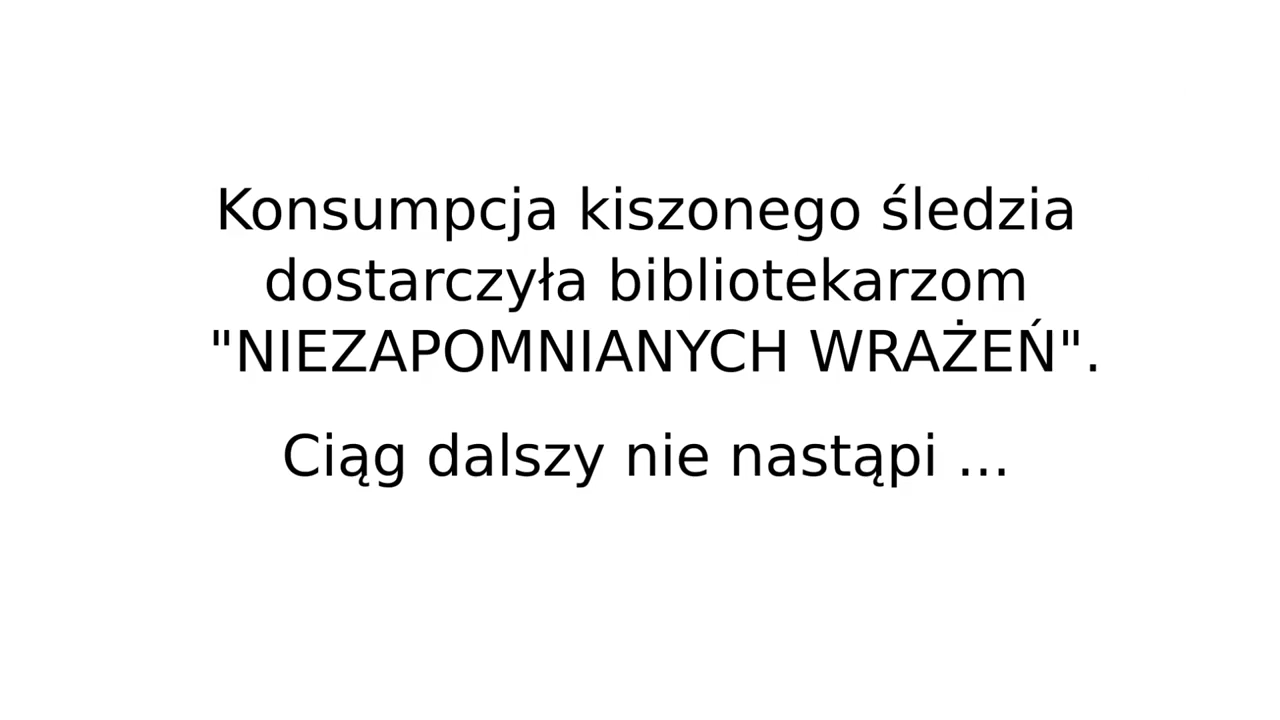 Konsumpcja kiszonego śledzia
dostarczyła bibliotekarzom
"NIEZAPOMNIANYCH WRAŻEŃ".
Ciąg dalszy nie nastąpi ...